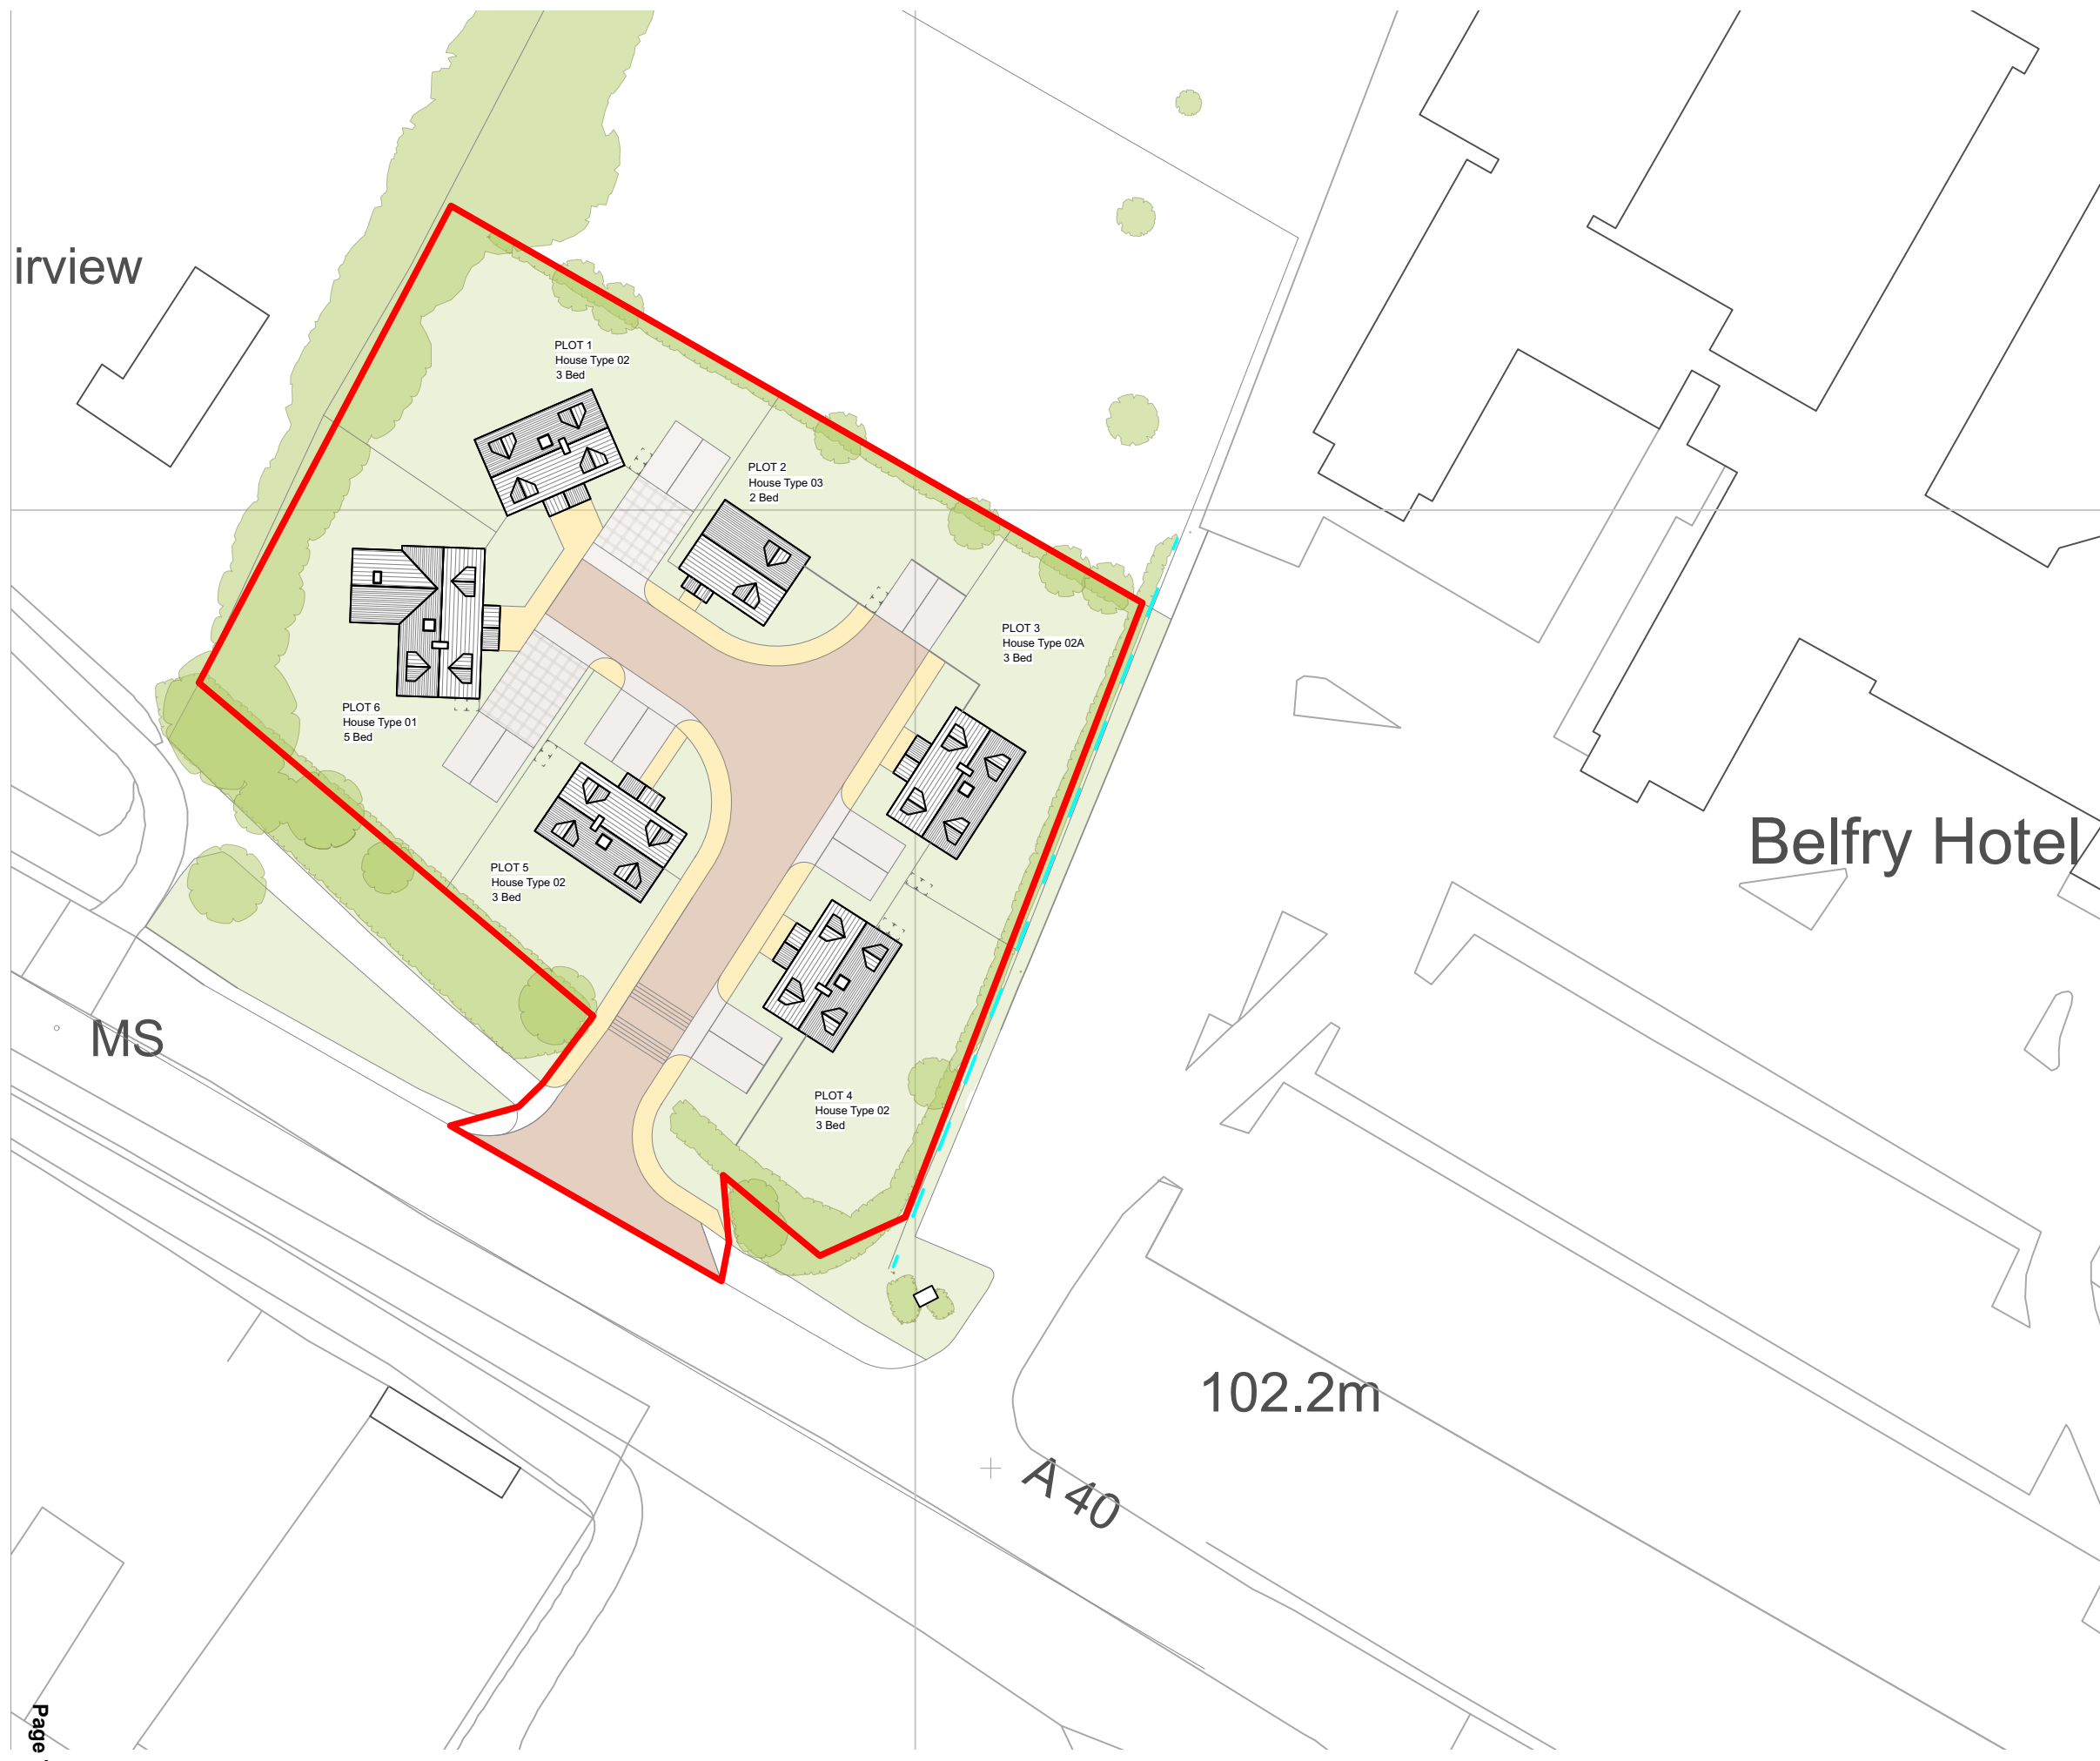 irview
PLOT 1
House Type 02
3 Bed
PLOT 2
House Type 03
2 Bed
PLOT 3
House Type 02A
3 Bed
PLOT 6
House Type 01
5 Bed
Belfry Hotel
PLOT 5
House Type 02
3 Bed
MS
PLOT 4
House Type 02
3 Bed
102.2m
A 40
Page